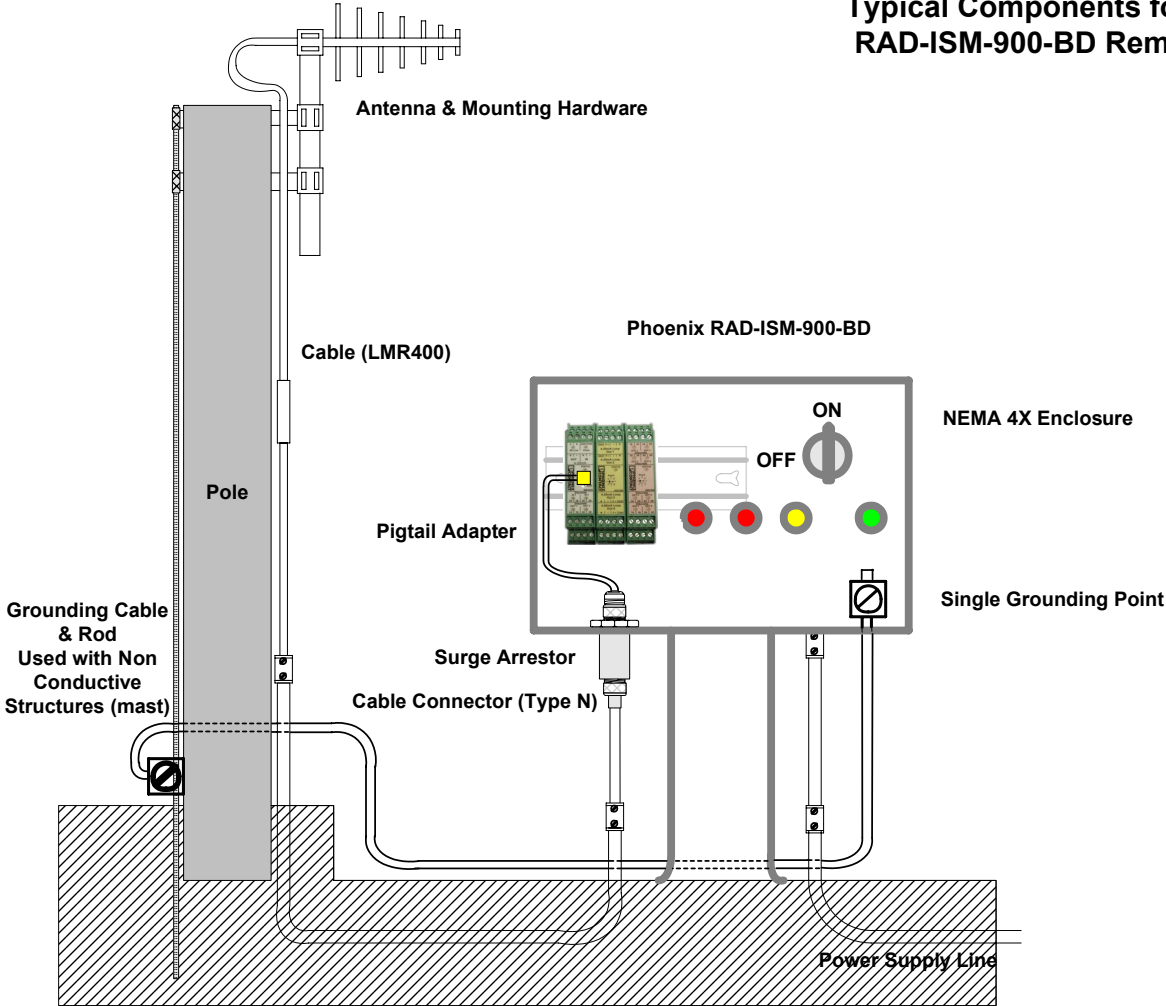 Typical Components fo
RAD-ISM-900-BD Rem
Antenna & Mounting Hardware
Phoenix RAD-ISM-900-BD
Cable (LMR400)
ON
NEMA 4X Enclosure
OFF
Pole
Pigtail Adapter
Grounding Cable
& Rod
Used with Non
Conductive
Structures (mast)
Single Grounding Point
Surge Arrestor
Cable Connector (Type N)
Power Supply Line